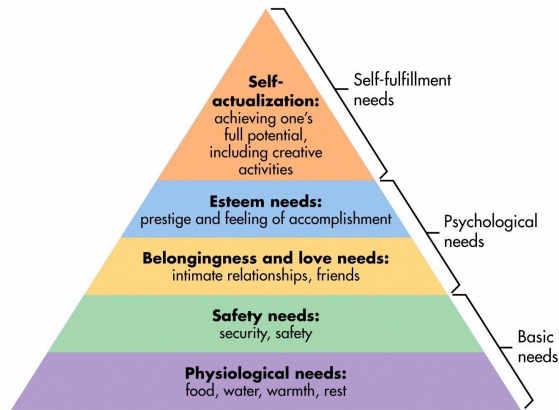 Self-
actualization:
achieving one's
full potential,
including creative
activities
Self-fulfillment
needs
Esteem needs:
prestige and feeling of accomplishment
Belongingness and love needs:
intimate relationships, friends
Psychological
needs
Safety needs:
security, safety
Physiological needs:
food, water, warmth, rest
Basic
needs